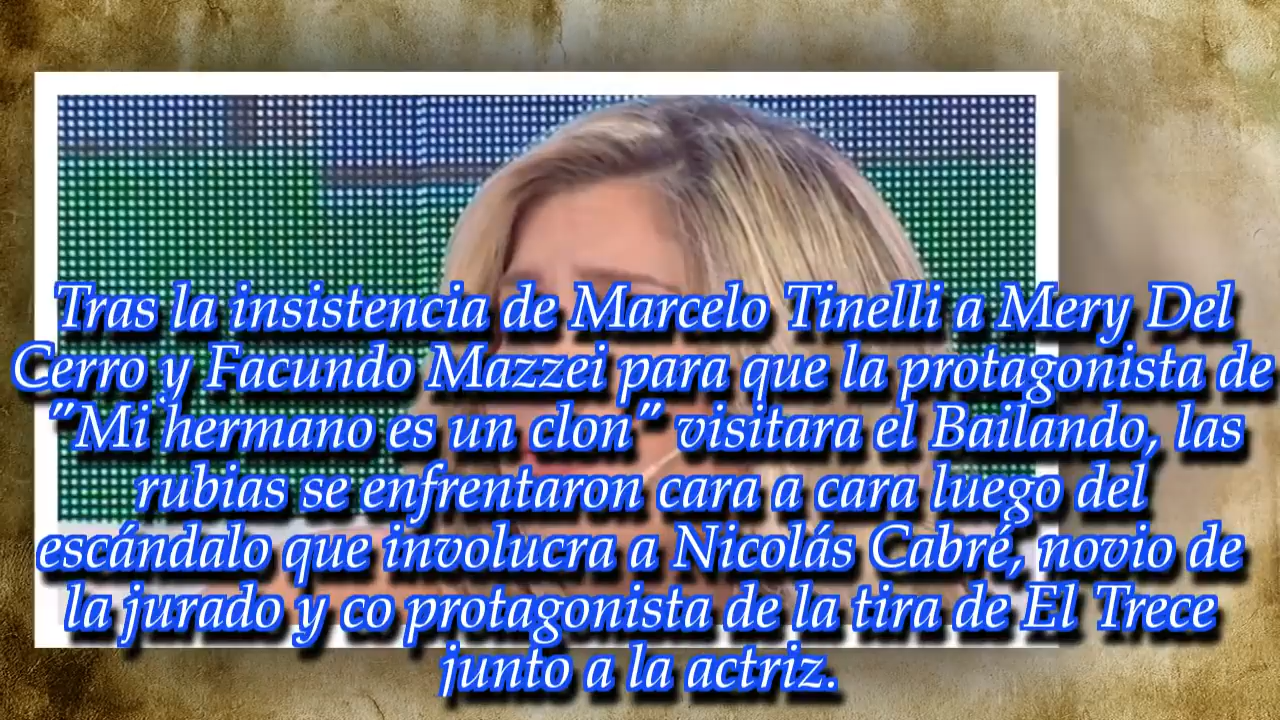 Tras la insistencia de Marcelo Tinelli a Mery Del
Cerro y Facundo Mazzei para que la protagonista de
"Mi hermano es un clon" visitara el Bailando, las
rubias se enfrentaron cara a cara luego del
escándalo que involucra a Nicolás Cabré, novio de
la jurado y co protagonista de la tira de El Trece
junto a la actriz.